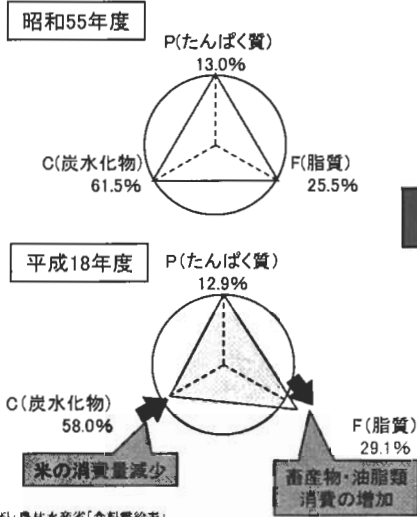 昭和55年度
P(たんぱく質)
13.0%
C(炭水化物)
61.5%
F(脂質)
25.5%
平成18年度
P(たんぱく質)
12.9%
C(炭水化物)
58.0%
F(脂質)
29.1%
米の消費量減少
畜産物・油脂類
消費の増加
農林水産省「食料需給表」